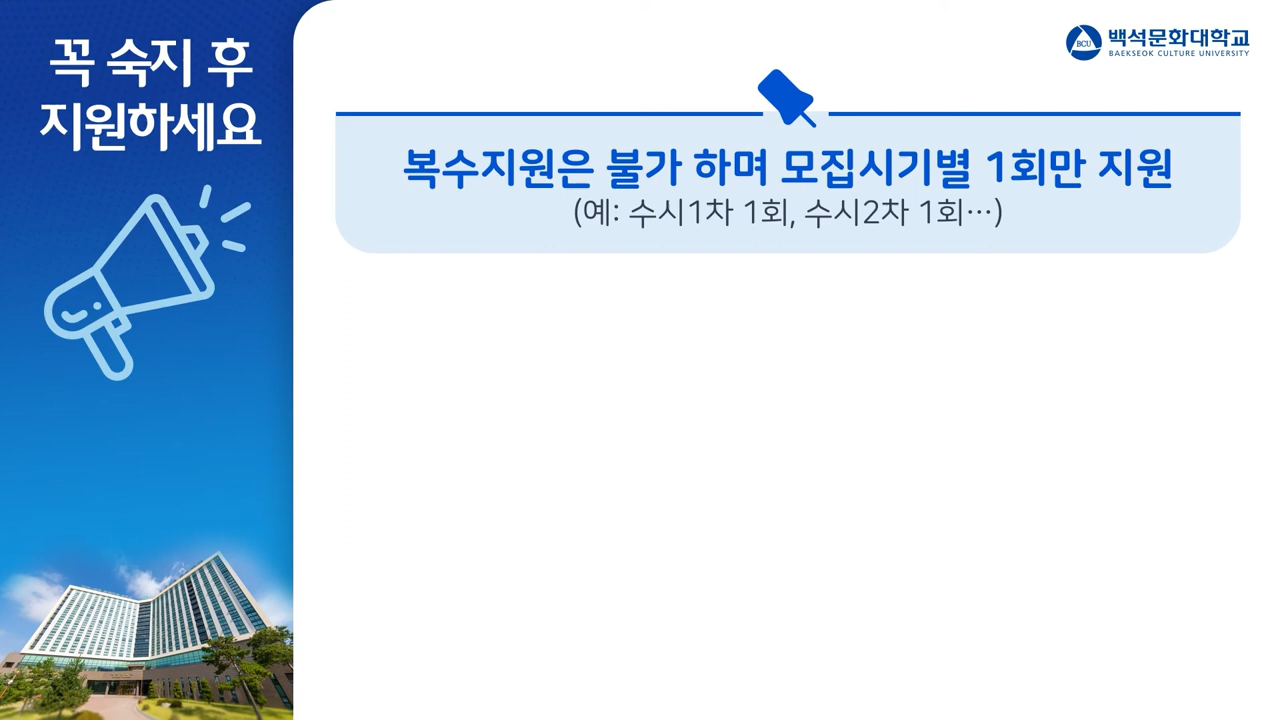 꼭 숙지 후
지원하세요
BCU
백석문화대학교
BAEKSEOK CULTURE UNIVERSITY
복수지원은 불가 하며 모집시기별 1회만 지원
(예: 수시1차 1회, 수시2차 1회…)